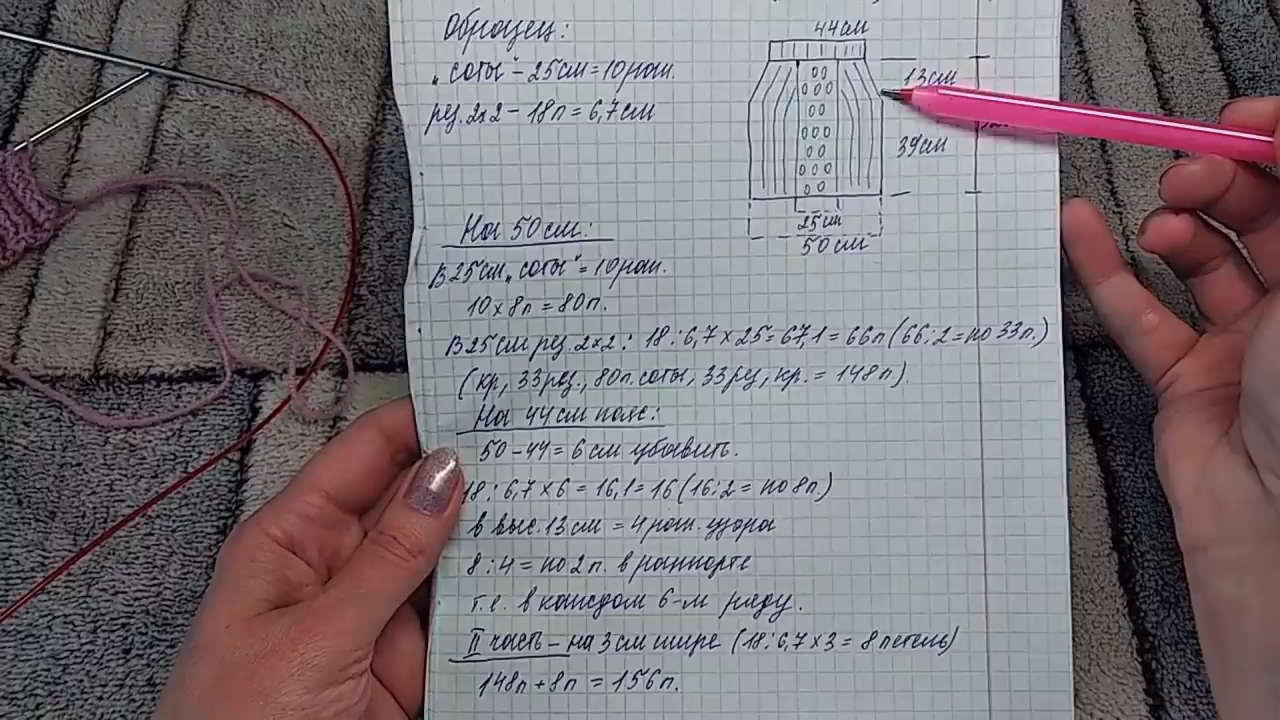 Образец:
„соты" – 25см = 10рап.
рез. 2х2 – 18п = 6,7см
44см
13см
39см
25см
50см
На 50см:
В 25см „соты" = 10рап.
10 х 8п = 80п.
В 25см рез. 2х2: 18 : 6,7 х 25 = 67,1 = 66п (66 : 2 = по 33п.)
(кр, 33рез., 80п. соты, 33ре, кр. = 148п).
На 44см пояс:
50 – 44 = 6см убавить.
18 : 6,7 х 6 = 16,1 = 16 (16 : 2 = по 8п)
в выс. 13см = 4 рап. узора
8 : 4 = по 2п. в раппорте
т.е. в каждом 6-м ряду.
II часть – на 3см шире (18 : 6,7 х 3 = 8 петель)
148п + 8п = 156п.